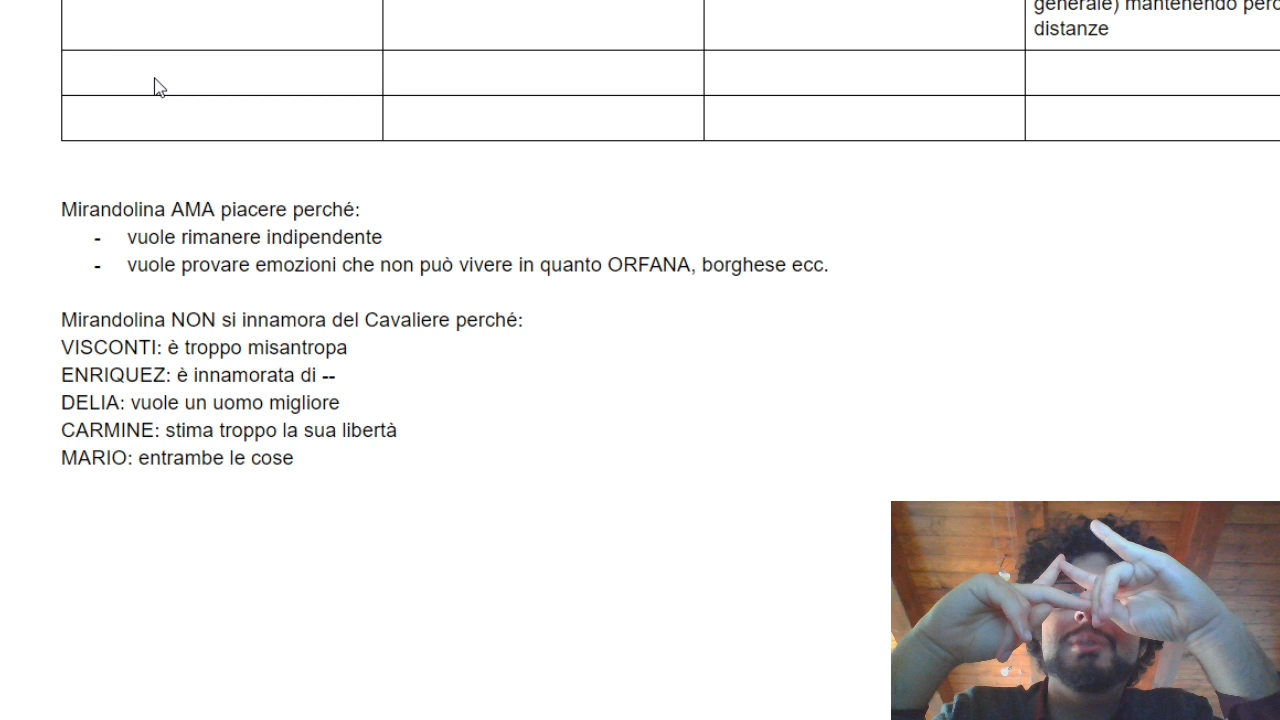 generale) mantenendo però
distanze
Mirandolina AMA piacere perché:
- vuole rimanere indipendente
- vuole provare emozioni che non può vivere in quanto ORFANA, borghese ecc.
Mirandolina NON si innamora del Cavaliere perché:
VISCONTI: è troppo misantropa
ENRIQUEZ: è innamorata di --
DELIA: vuole un uomo migliore
CARMINE: stima troppo la sua libertà
MARIO: entrambe le cose